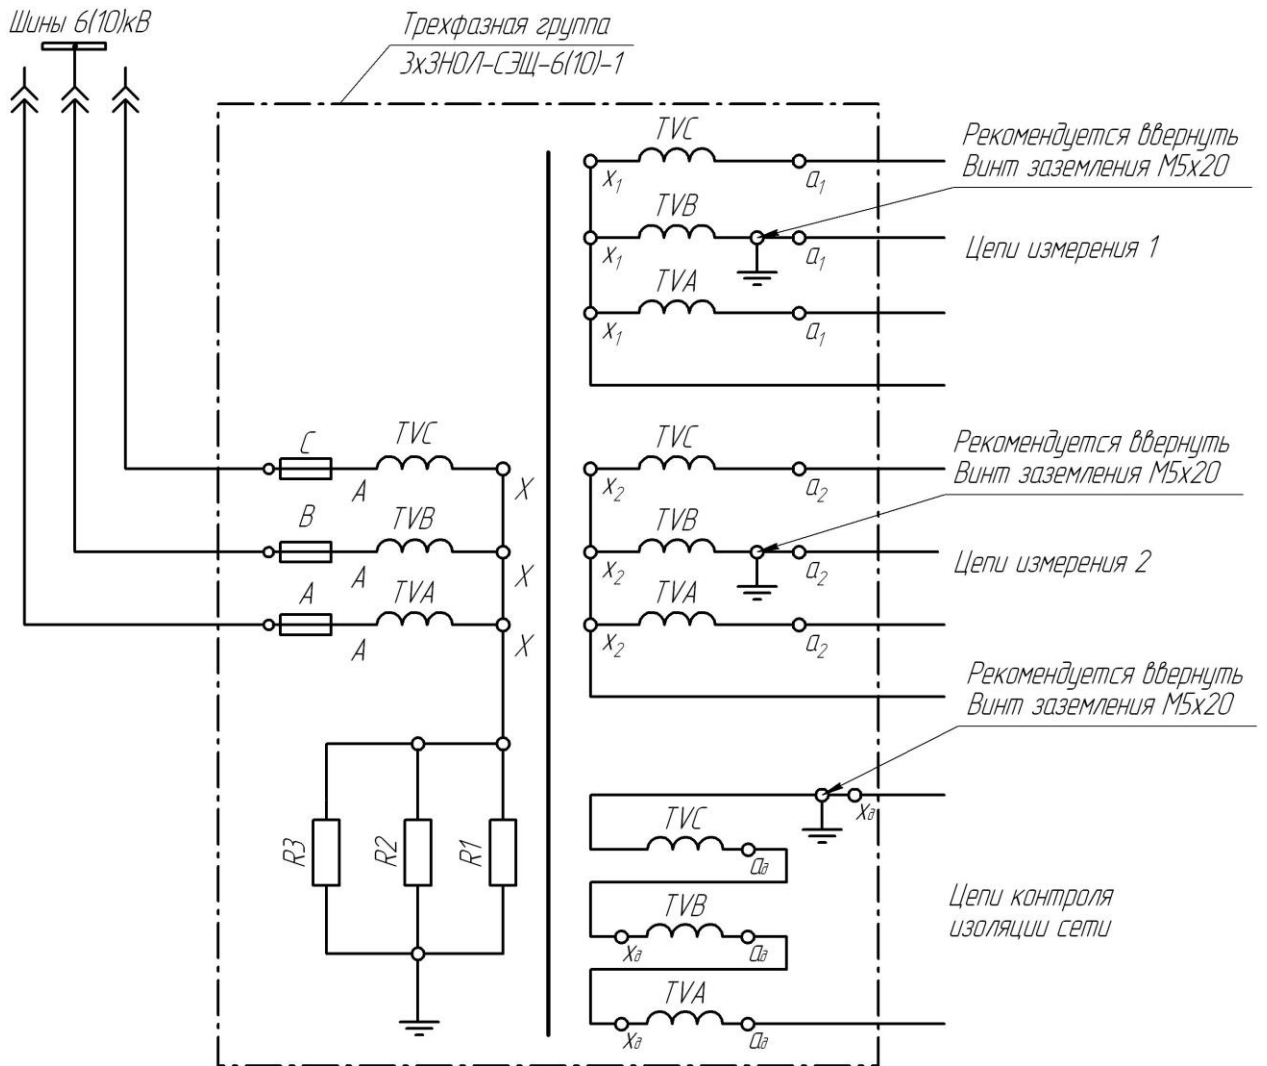 Шины 6(10)кВ
Трехфазная группа
3хЗНОЛ-СЭЩ-6(10)-1
TVC
x1
a1
Рекомендуется ввернуть
Винт заземления М5х20
TVB
x1
a1
Цепи измерения 1
TVA
x1
a1
C
A
TVC
X
B
A
TVB
X
A
A
TVA
X
TVC
x2
a2
Рекомендуется ввернуть
Винт заземления М5х20
TVB
x2
a2
Цепи измерения 2
TVA
x2
a2
Рекомендуется ввернуть
Винт заземления М5х20
R3
R2
R1
xд
TVC
aд
TVB
xд
aд
Цепи контроля
изоляции сети
TVA
xд
aд